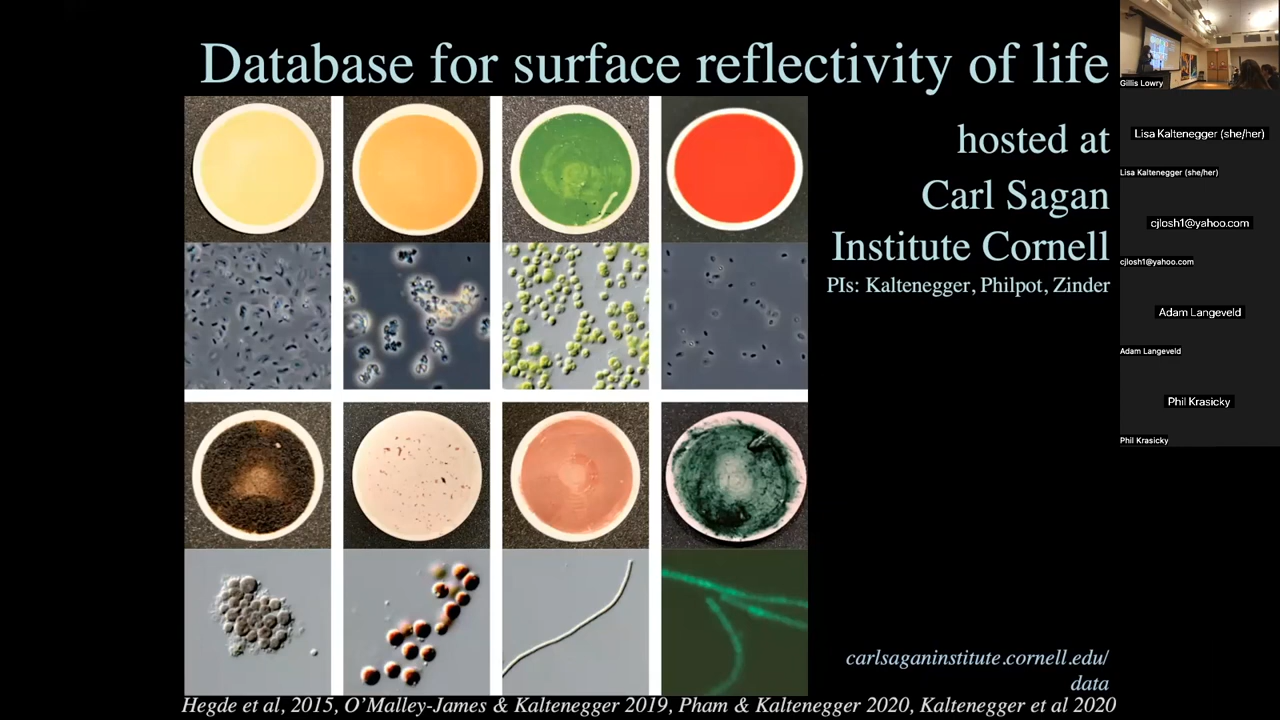 Database for surface reflectivity of life
hosted at
Carl Sagan
Institute Cornell
PIs: Kaltenegger, Philpot, Zinder
carlsaganinstitute.cornell.edu/
data
Hegde et al, 2015, O’Malley-James & Kaltenegger 2019, Pham & Kaltenegger 2020, Kaltenegger et al 2020
Gillis Lowry
Lisa Kaltenegger (she/her)
Lisa Kaltenegger (she/her)
cjlosh1@yahoo.com
cjlosh1@yahoo.com
Adam Langeveld
Adam Langeveld
Phil Krasicky
Phil Krasicky